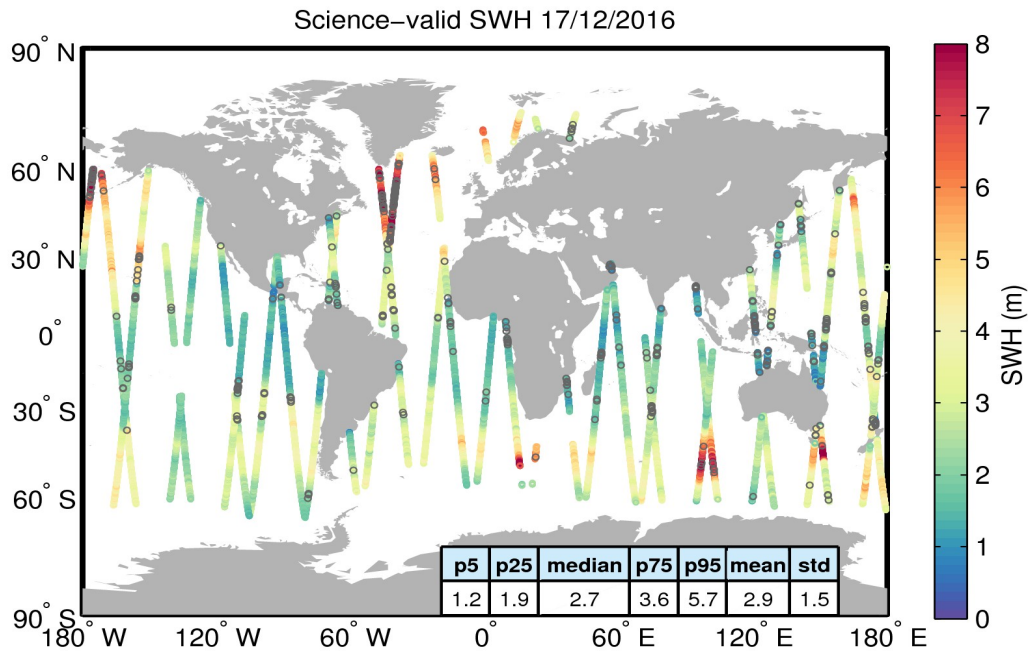 Science−valid SWH 17/12/2016
90° N
60° N
30° N
0°
30° S
60° S
90° S
180° W
120° W
60° W
0°
60° E
120° E
180° E
p5 p25 median p75 p95 mean std
1.2 1.9 2.7 3.6 5.7 2.9 1.5
8
7
6
5
4
3
2
1
0
SWH (m)